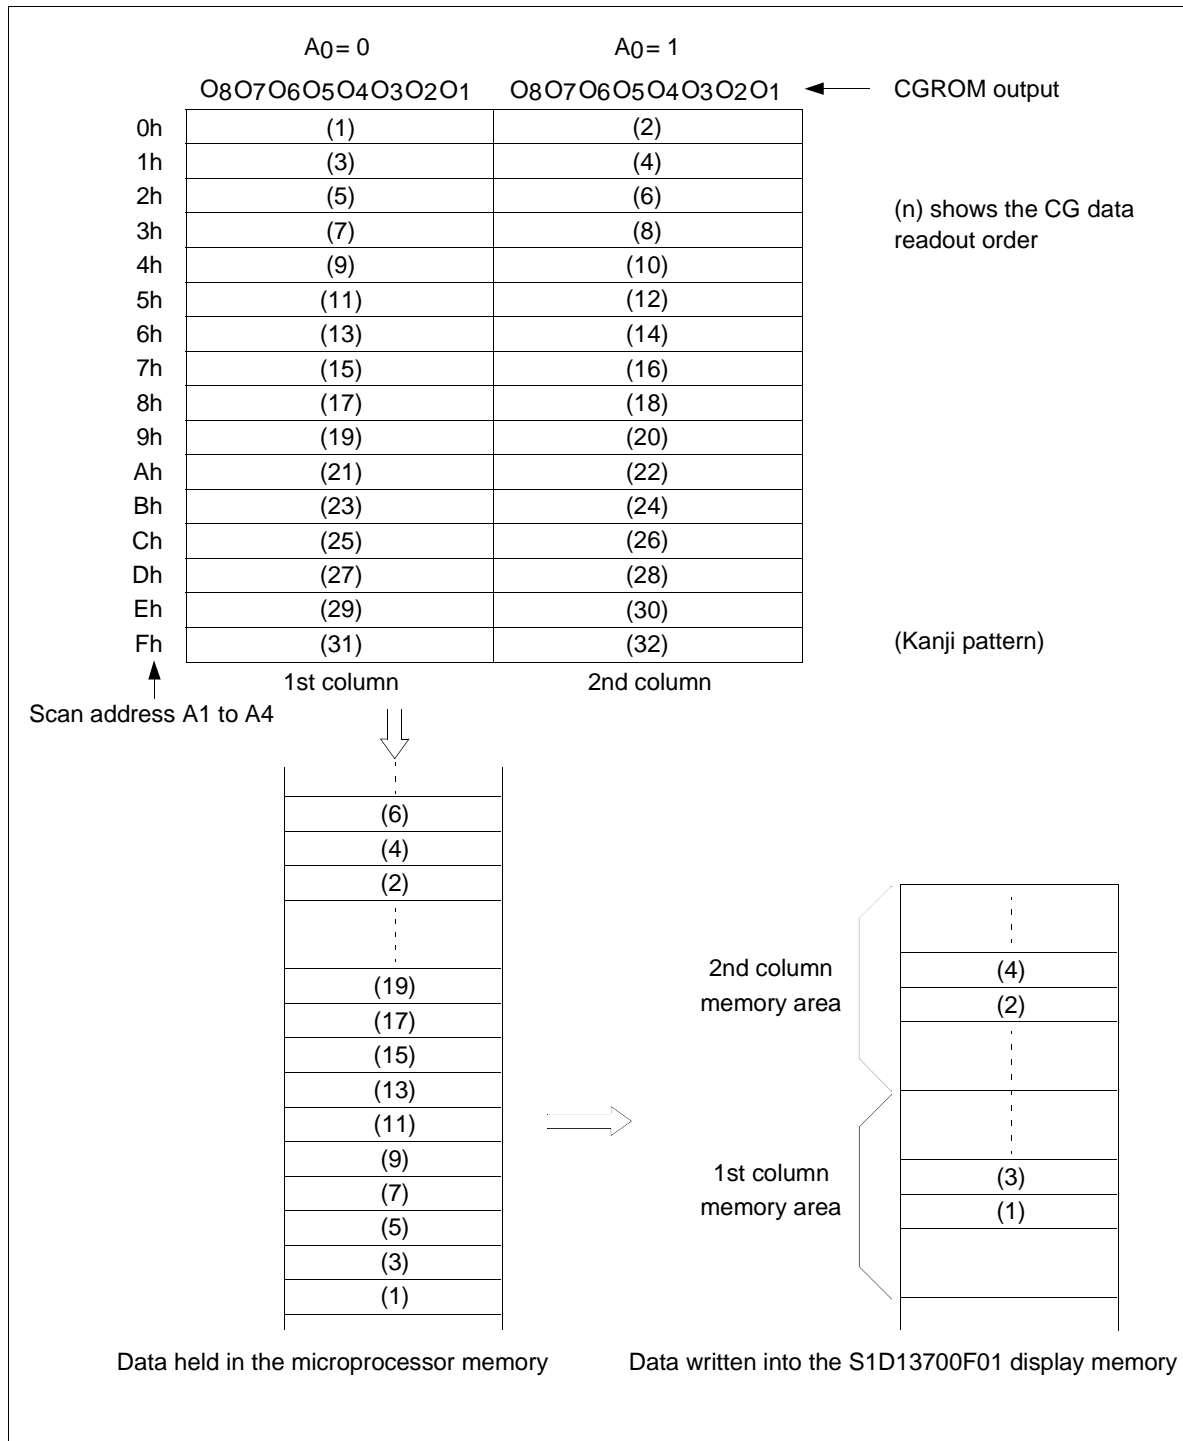 A0 = 0 A0 = 1
O8O7O6O5O4O3O2O1 O8O7O6O5O4O3O2O1 CGROM output
0h (1) (2)
1h (3) (4)
2h (5) (6)
3h (7) (8)
4h (9) (10)
5h (11) (12)
6h (13) (14)
7h (15) (16)
8h (17) (18)
9h (19) (20)
Ah (21) (22)
Bh (23) (24)
Ch (25) (26)
Dh (27) (28)
Eh (29) (30)
Fh (31) (32)
(n) shows the CG data
readout order
(Kanji pattern)
1st column 2nd column
Scan address A1 to A4
(6)
(4)
(2)
(19)
(17)
(15)
(13)
(11)
(9)
(7)
(5)
(3)
(1)
Data held in the microprocessor memory
2nd column
memory area
(4)
(2)
1st column
memory area
(3)
(1)
Data written into the S1D13700F01 display memory